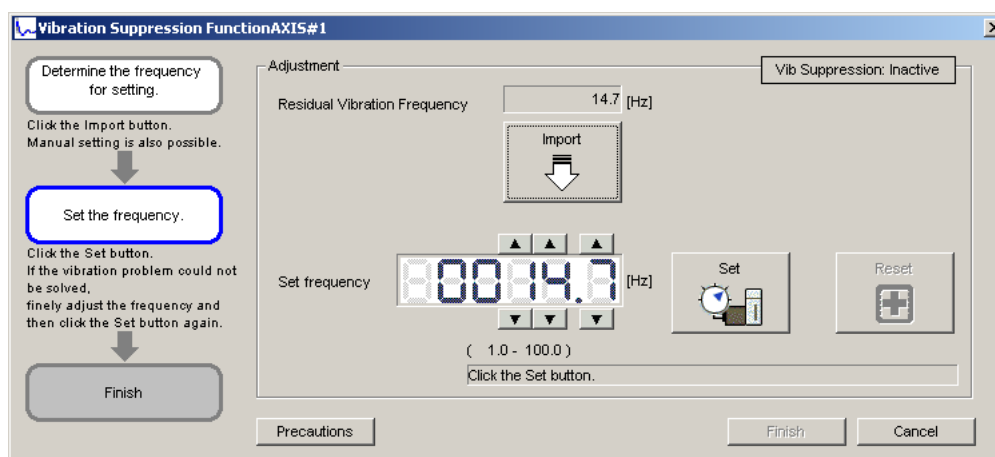 Vibration Suppression FunctionAXIS#1
Determine the frequency
for setting.
Click the Import button.
Manual setting is also possible.
Set the frequency.
Click the Set button.
If the vibration problem could not
be solved,
finely adjust the frequency and
then click the Set button again.
Finish
Adjustment
Vib Suppression: Inactive
Residual Vibration Frequency 14.7 [Hz]
Import
Set frequency 0014.7 [Hz]
Set
Reset
( 1.0 - 100.0 )
Click the Set button.
Precautions
Finish
Cancel